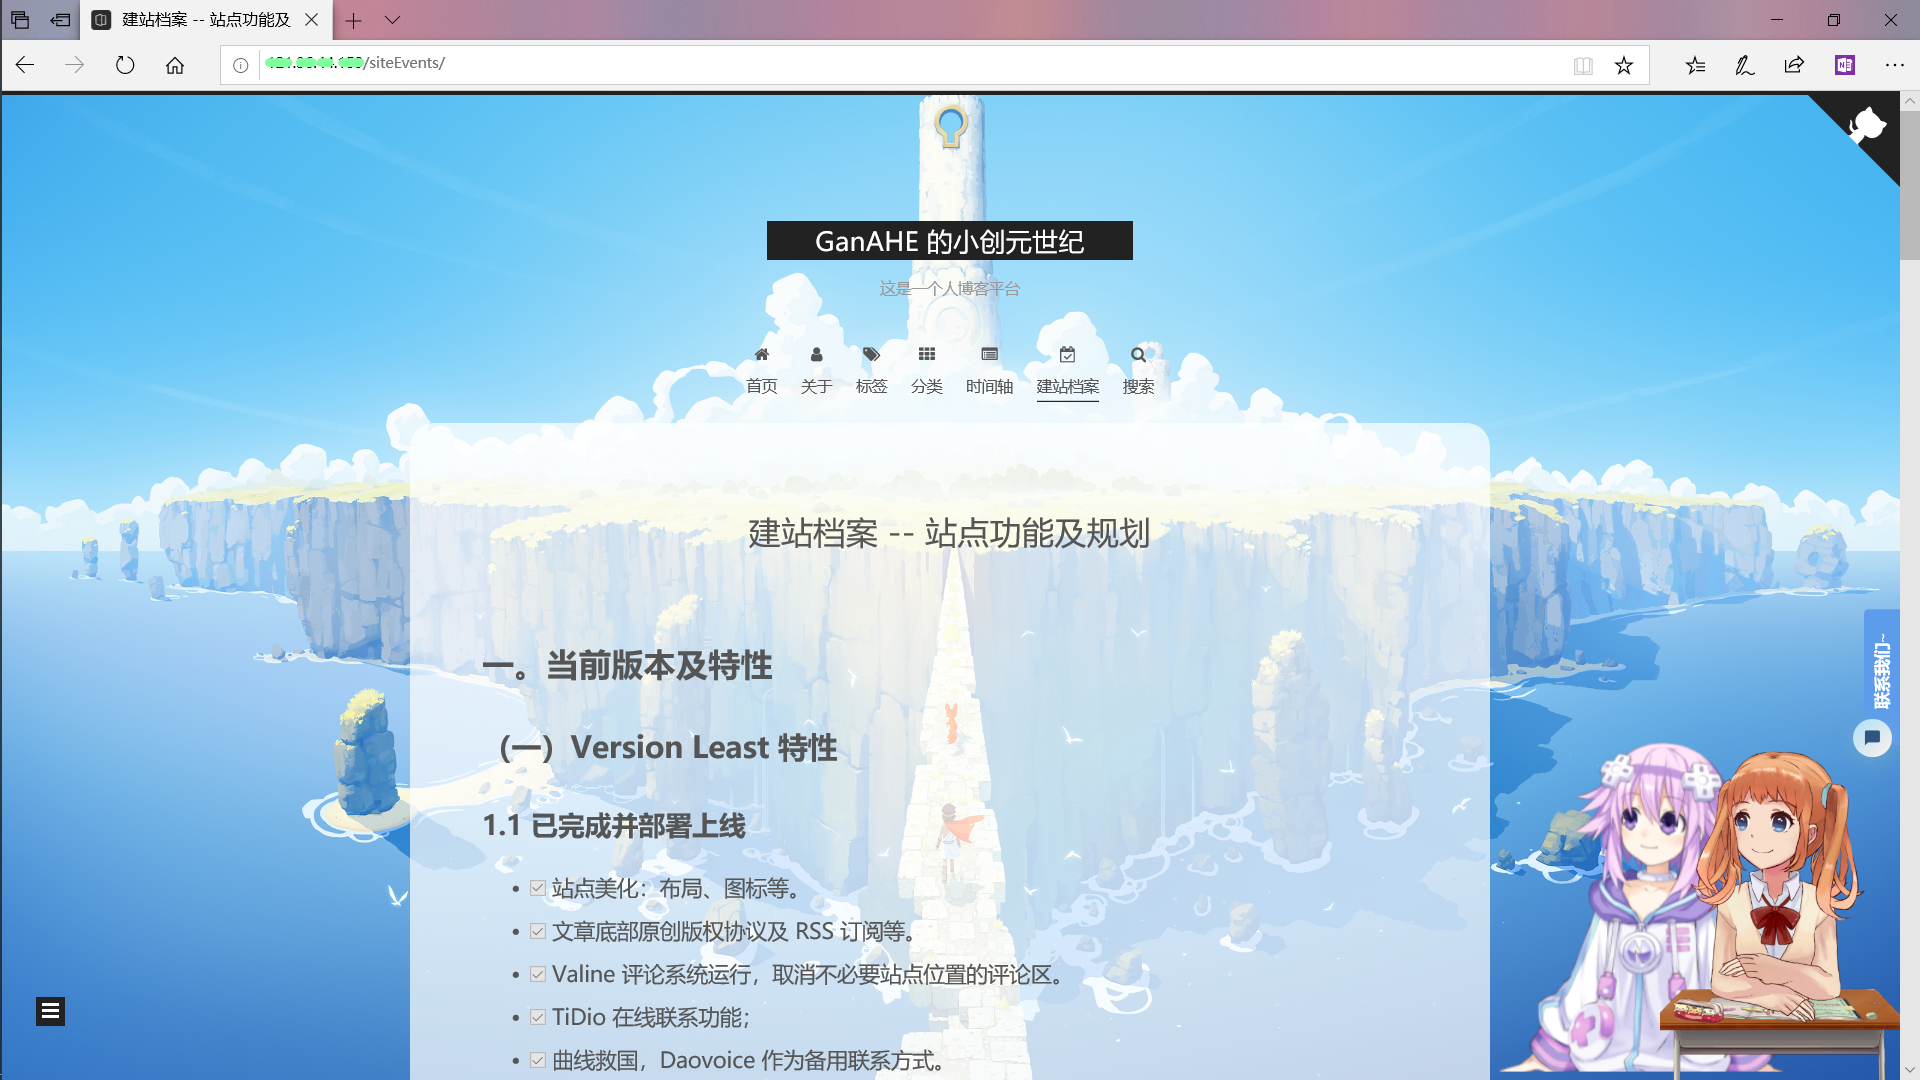 建站档案 -- 站点功能及
/siteEvents/
GanAHE 的小创元世纪
这是一个人博客平台
首页 关于 标签 分类 时间轴 建站档案 搜索
建站档案 -- 站点功能及规划
一。当前版本及特性
（一）Version Least 特性
1.1 已完成并部署上线
站点美化：布局、图标等。
文章底部原创版权协议及 RSS 订阅等。
Valine 评论系统运行，取消不必要站点位置的评论区。
TiDio 在线联系功能；
曲线救国，Daovoice 作为备用联系方式。
联系我们~